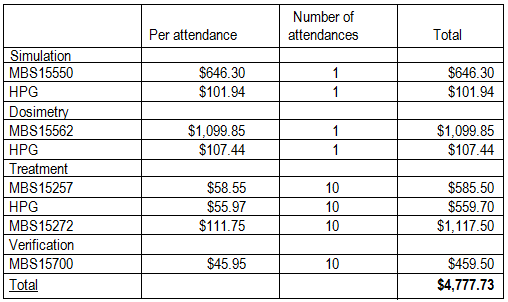 Per attendance Number of attendances Total
Simulation
MBS15550 $646.30 1 $646.30
HPG $101.94 1 $101.94
Dosimetry
MBS15562 $1,099.85 1 $1,099.85
HPG $107.44 1 $107.44
Treatment
MBS15257 $58.55 10 $585.50
HPG $55.97 10 $559.70
MBS15272 $111.75 10 $1,117.50
Verification
MBS15700 $45.95 10 $459.50
Total $4,777.73